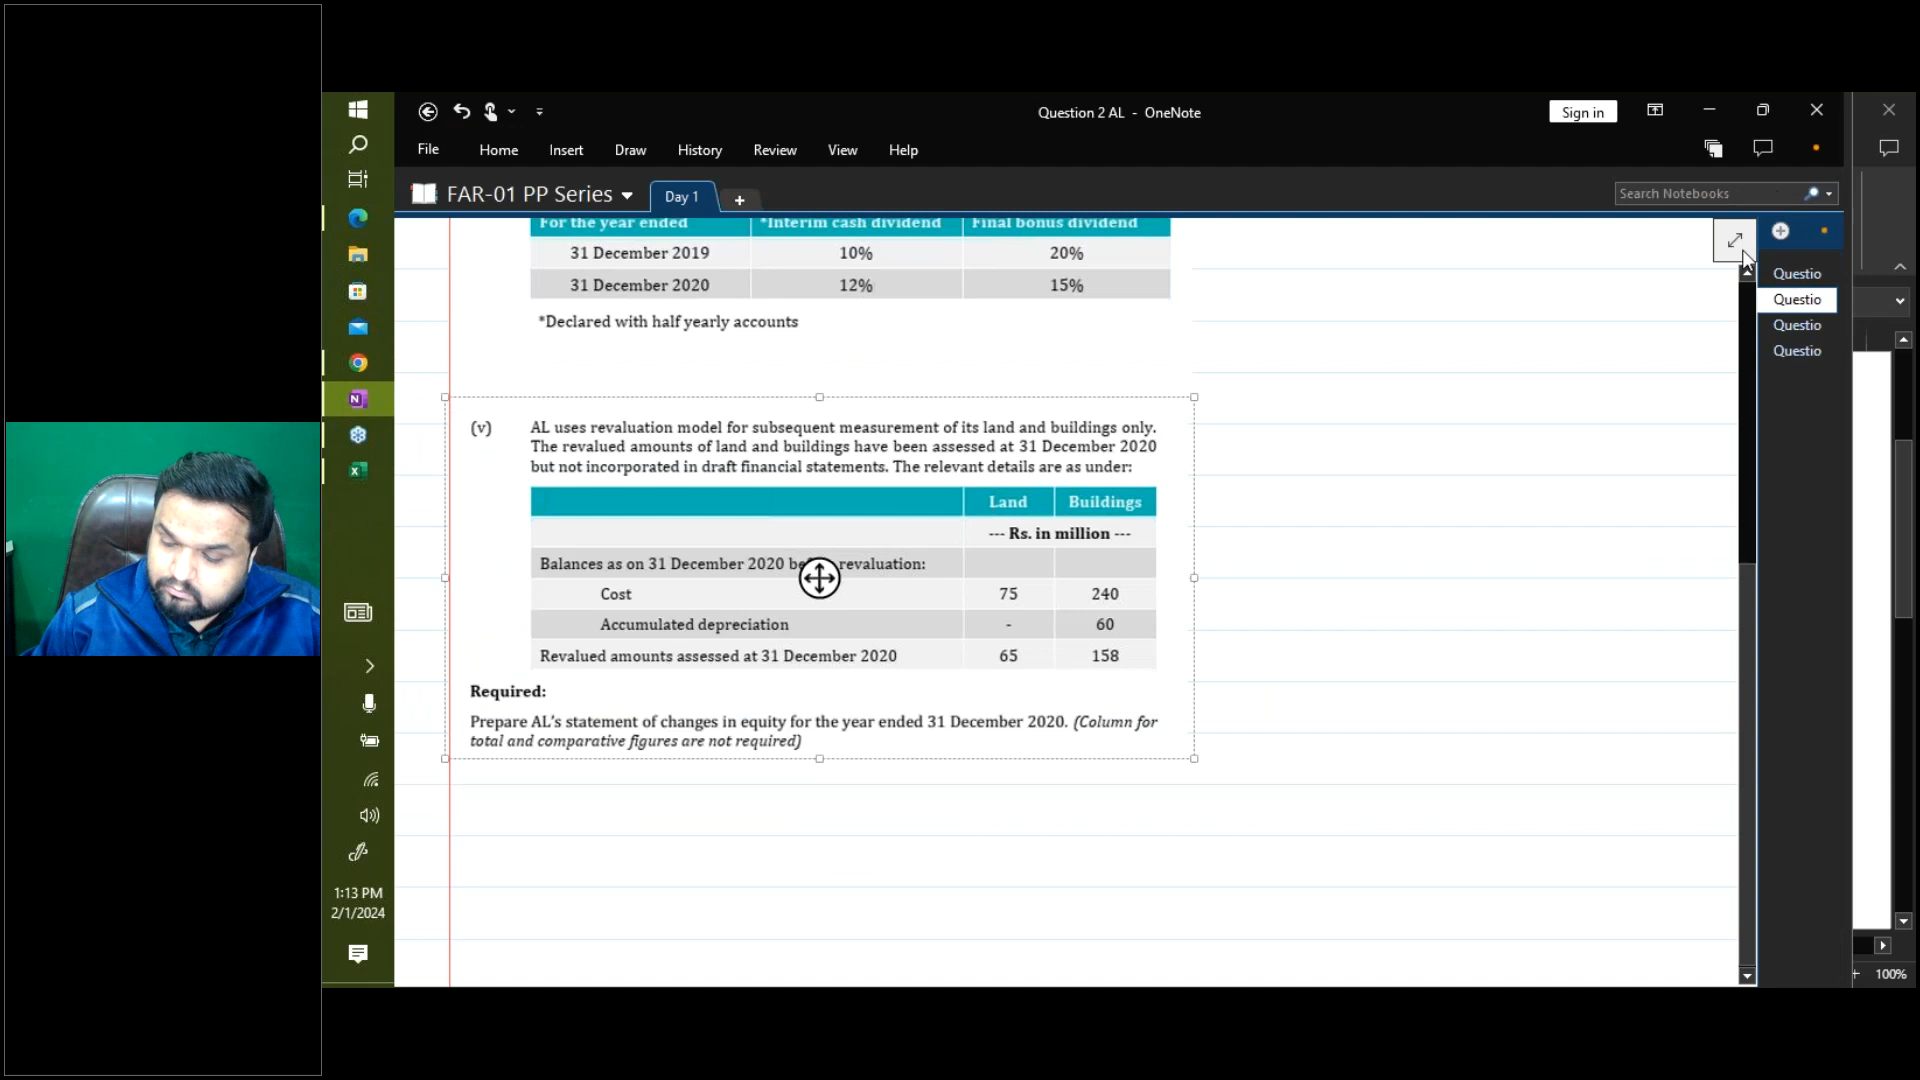 Question 2 AL - OneNote
Sign in
File Home Insert Draw History Review View Help
FAR-01 PP Series
Day 1
Search Notebooks
For the year ended *Interim cash dividend Final bonus dividend
31 December 2019 10% 20%
31 December 2020 12% 15%
*Declared with half yearly accounts
(v) AL uses revaluation model for subsequent measurement of its land and buildings only.
The revalued amounts of land and buildings have been assessed at 31 December 2020
but not incorporated in draft financial statements. The relevant details are as under:
Land Buildings
--- Rs. in million ---
Balances as on 31 December 2020 revaluation:
Cost 75 240
Accumulated depreciation - 60
Revalued amounts assessed at 31 December 2020 65 158
Required:
Prepare AL's statement of changes in equity for the year ended 31 December 2020. (Column for
total and comparative figures are not required)
Questio
Questio
Questio
Questio
1:13 PM
2/1/2024
100%